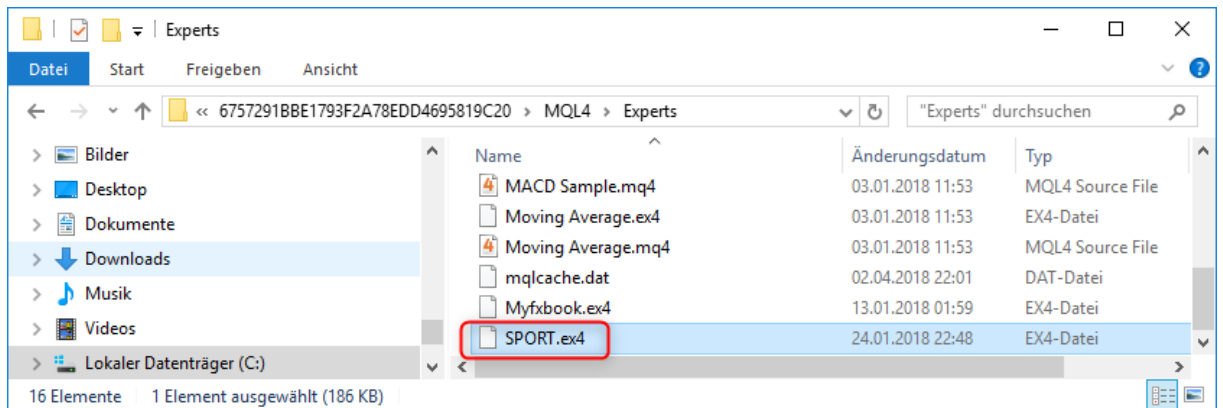 Experts
Datei Start Freigeben Ansicht
« 6757291BBE1793F2A78EDD4695819C20 › MQL4 › Experts "Experts" durchsuchen
Bilder
Desktop
Dokumente
Downloads
Musik
Videos
Lokaler Datenträger (C:)
Name Änderungsdatum Typ
MACD Sample.mq4 03.01.2018 11:53 MQL4 Source File
Moving Average.ex4 03.01.2018 11:53 EX4-Datei
Moving Average.mq4 03.01.2018 11:53 MQL4 Source File
mqlcache.dat 02.04.2018 22:01 DAT-Datei
Myfxbook.ex4 13.01.2018 01:59 EX4-Datei
SPORT.ex4 24.01.2018 22:48 EX4-Datei
16 Elemente 1 Element ausgewählt (186 KB)